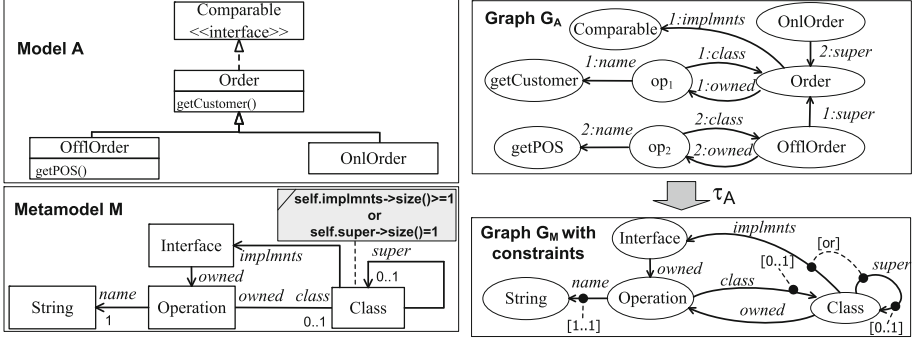 Model A
Comparable
<<interface>>
Order
getCustomer()
OfflOrder
getPOS()
OnlOrder
Metamodel M
self.implmnts->size()>=1
or
self.super->size()=1
Interface
implmnts
super
0..1
owned
String
name
1
Operation
owned
class
0..1
Class
Graph GA
Comparable
1:implmnts
OnlOrder
2:super
getCustomer
1:name
op1
1:class
1:owned
Order
1:super
getPOS
2:name
op2
2:class
2:owned
OfflOrder
τA
Graph GM with
constraints
Interface
implmnts
[or]
super
owned
[0..1]
String
name
Operation
class
owned
Class
[1..1]
[0..1]